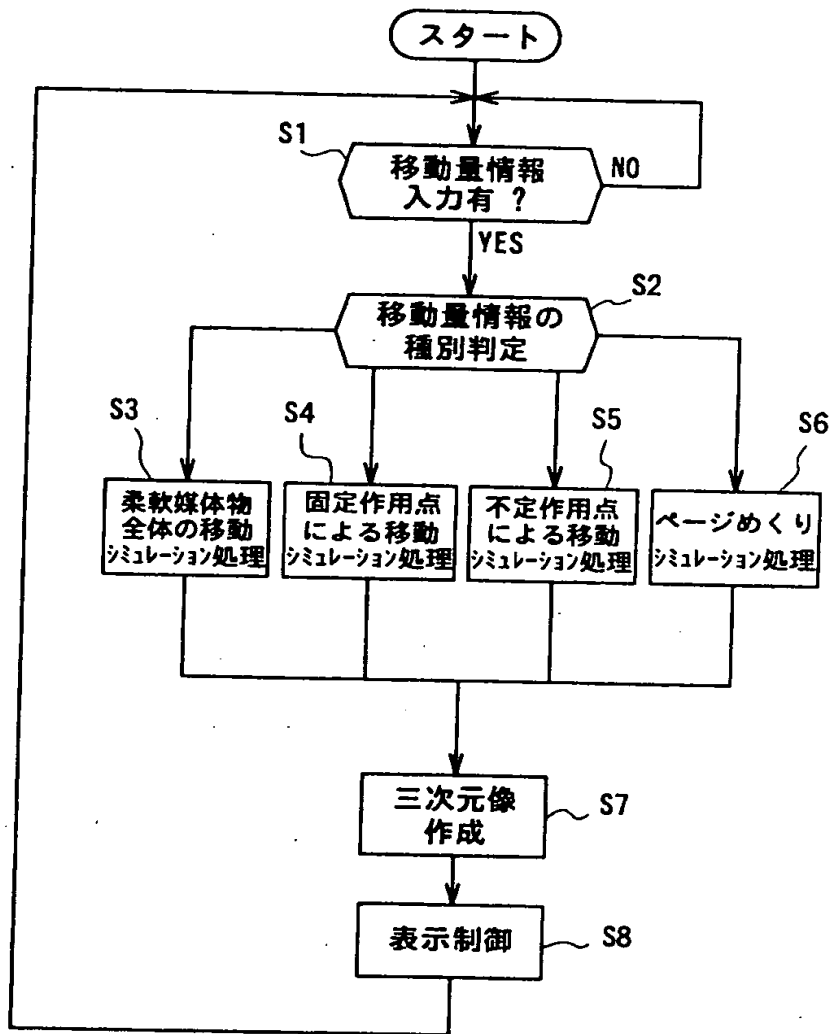 スタート
S1
移動量情報
入力有 ?
NO
YES
S2
移動量情報の
種別判定
S3
柔軟媒体物
全体の移動
シミュレーション処理
S4
固定作用点
による移動
シミュレーション処理
S5
不定作用点
による移動
シミュレーション処理
S6
ページめくり
シミュレーション処理
三次元像
作成
S7
表示制御
S8